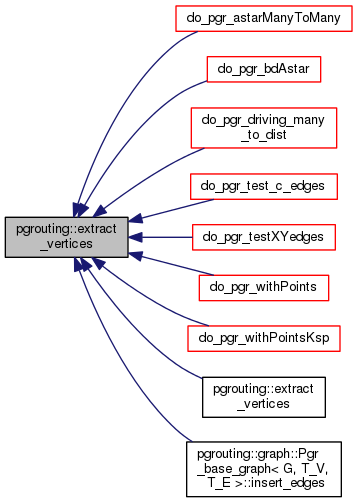 do_pgr_astarManyToMany
do_pgr_bdAstar
do_pgr_driving_many
_to_dist
do_pgr_test_c_edges
pgrouting::extract
_vertices
do_pgr_testXYedges
do_pgr_withPoints
do_pgr_withPointsKsp
pgrouting::extract
_vertices
pgrouting::graph::Pgr
_base_graph< G, T_V,
T_E >::insert_edges